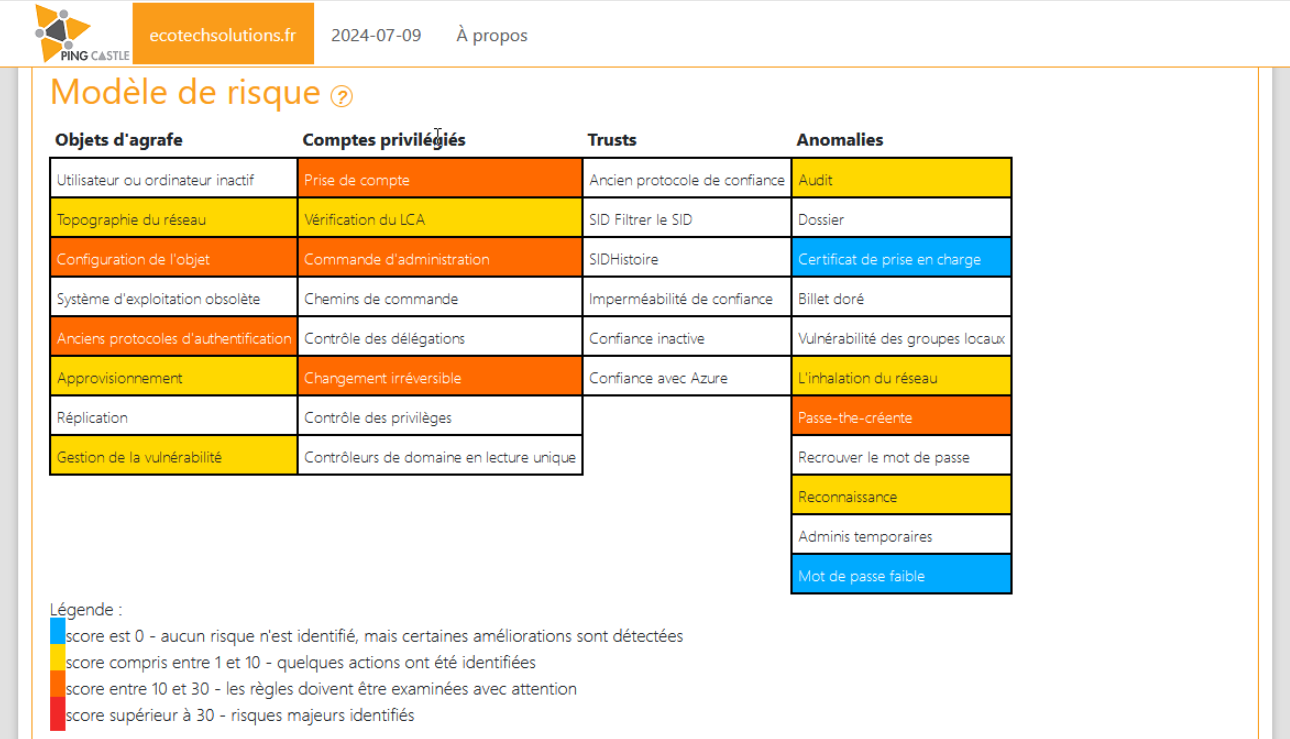 PING CASTLE
ecotechsolutions.fr
2024-07-09
À propos
Modèle de risque ?
Objets d'agrafe
Utilisateur ou ordinateur inactif
Topographie du réseau
Configuration de l'objet
Système d'exploitation obsolète
Anciens protocoles d'authentification
Approvisionnement
Réplication
Gestion de la vulnérabilité
Comptes privilégiés
Prise de compte
Vérification du LCA
Commande d'administration
Chemins de commande
Contrôle des délégations
Changement irréversible
Contrôle des privilèges
Contrôleurs de domaine en lecture unique
Trusts
Ancien protocole de confiance
SID Filtrer le SID
SIDHistoire
Imperméabilité de confiance
Confiance inactive
Confiance avec Azure
Anomalies
Audit
Dossier
Certificat de prise en charge
Billet doré
Vulnérabilité des groupes locaux
L'inhalation du réseau
Passe-the-créente
Recrouver le mot de passe
Reconnaissance
Adminis temporaires
Mot de passe faible
Légende :
score est 0 - aucun risque n'est identifié, mais certaines améliorations sont détectées
score compris entre 1 et 10 - quelques actions ont été identifiées
score entre 10 et 30 - les règles doivent être examinées avec attention
score supérieur à 30 - risques majeurs identifiés